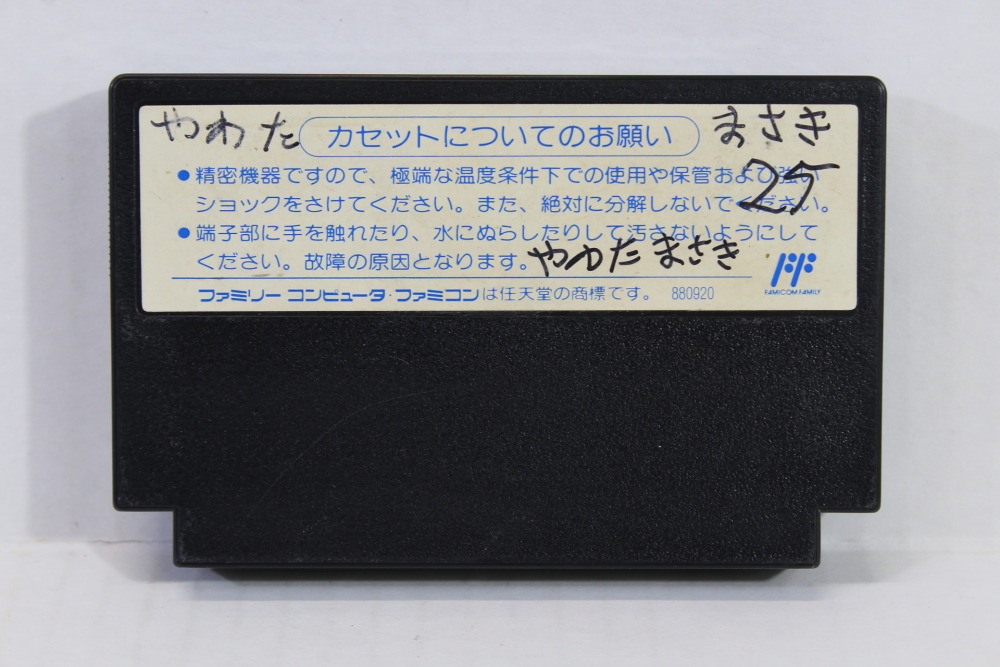 やわた カセットについてのお願い まさき
25
●精密機器ですので、極端な温度条件下での使用や保管および強い
ショックをさけてください。また、絶対に分解しないでください。
●端子部に手を触れたり、水にぬらしたりして汚さないようにして
ください。故障の原因となります。
やわたまさき
FAMICOM FAMILY
ファミリーコンピュータ・ファミコンは任天堂の商標です。 880920